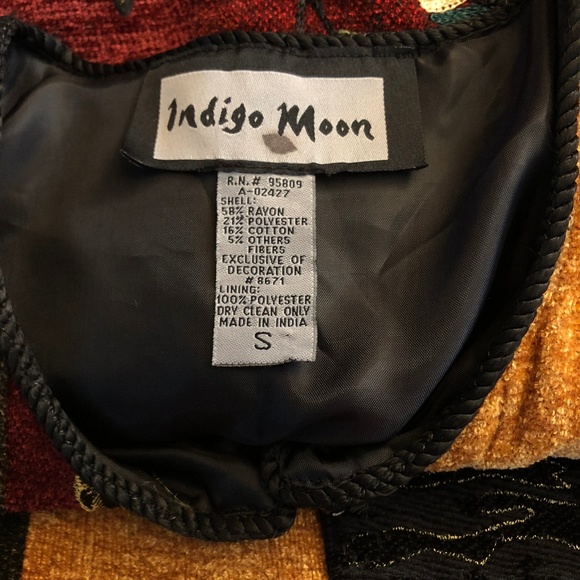 Indigo Moon
R.N.# 95809
A-02427
SHELL:
58% RAYON
21% POLYESTER
16% COTTON
5% OTHERS
FIBERS
EXCLUSIVE OF
DECORATION
# 8671
LINING:
100% POLYESTER
DRY CLEAN ONLY
MADE IN INDIA
S